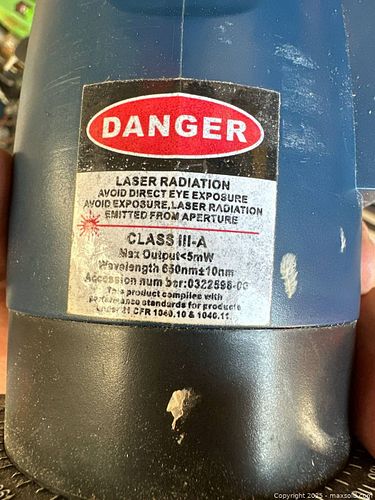 DANGER
LASER RADIATION
AVOID DIRECT EYE EXPOSURE
AVOID EXPOSURE,LASER RADIATION
EMITTED FROM APERTURE
CLASS III-A
Max Output<5mW
Wavelength 650nm±10nm
Accession number:0322598-00
This product complies with
performance standards for products
under 21 CFR 1040.10 & 1040.11.
Copyright 2025 - maxsold.com